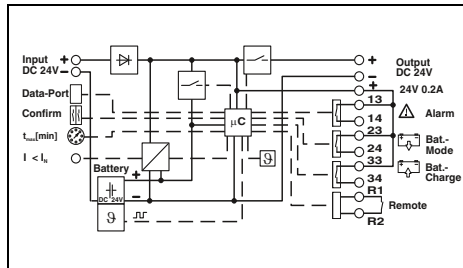 Input +
DC 24V −
Data-Port
Confirm
tmax[min]
I < IN
Battery
+
−
DC 24V
ϑ
µC
ϑ
+
−
+
Output
DC 24V
24V 0.2A
13
14
Alarm
23
24
Bat.-
Mode
33
34
Bat.-
Charge
R1
R2
Remote